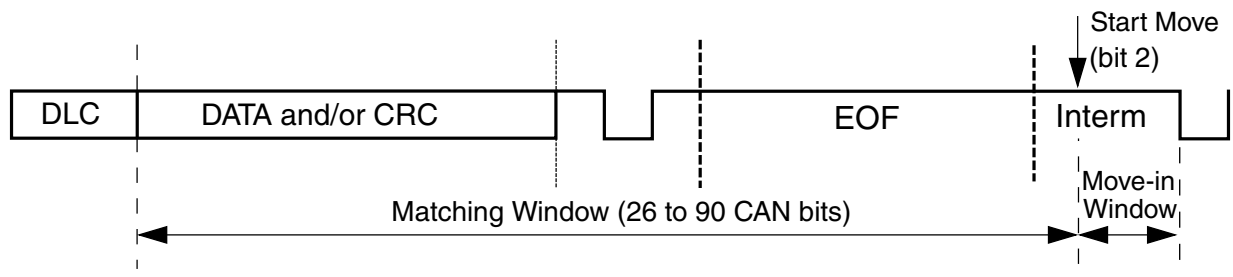 Start Move
(bit 2)
DLC
DATA and/or CRC
EOF
Interm
Matching Window (26 to 90 CAN bits)
Move-in
Window